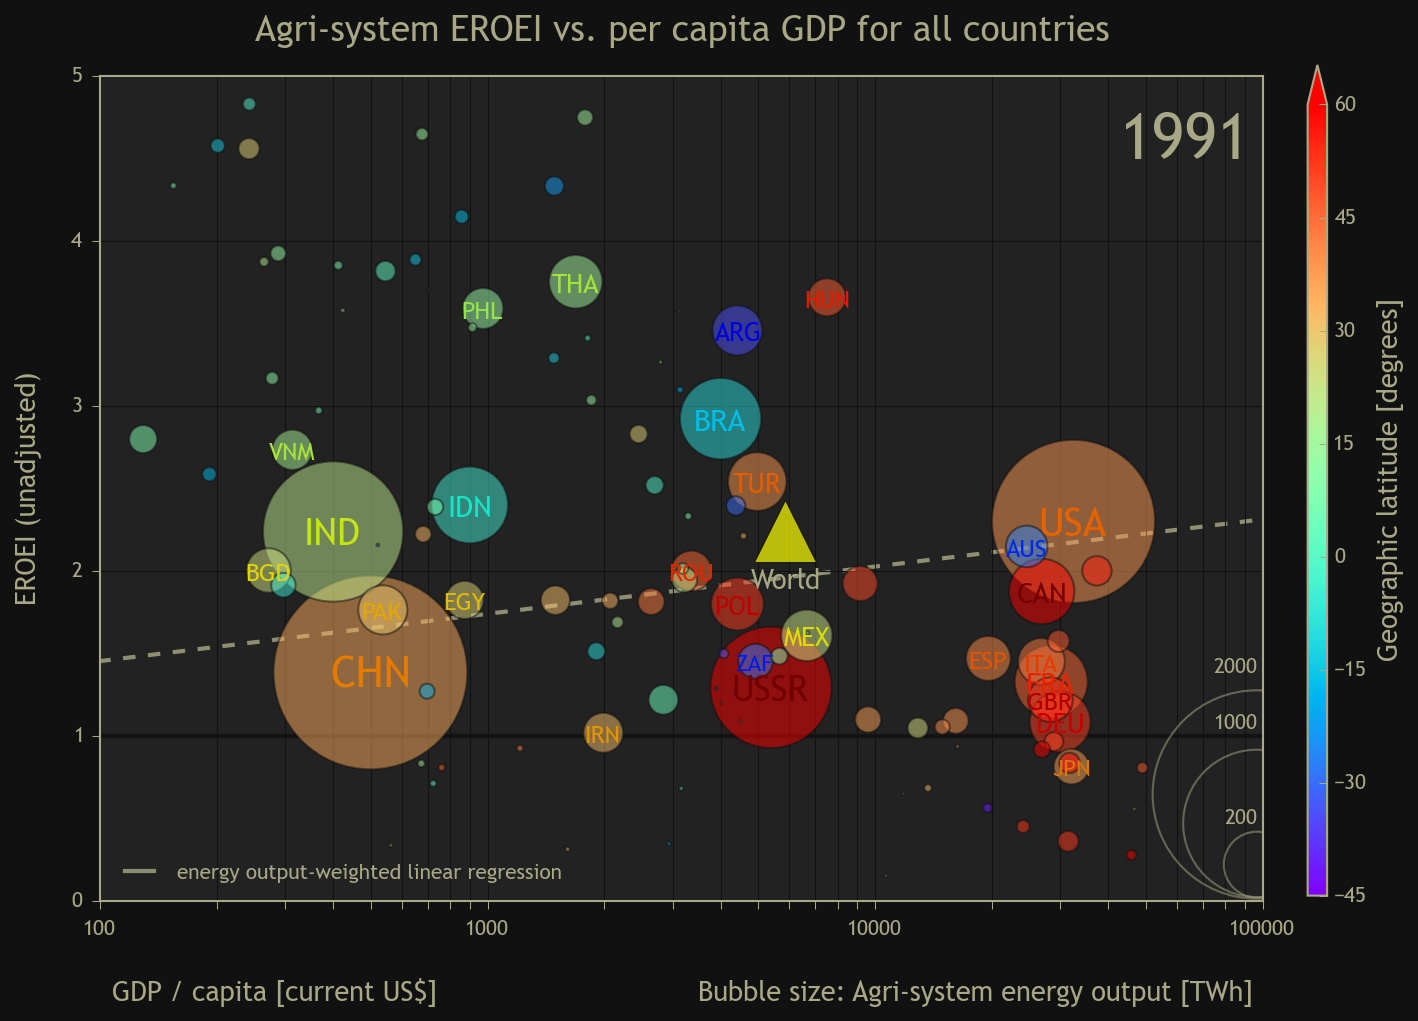 Agri-system EROEI vs. per capita GDP for all countries
1991
EROEI (unadjusted)
5
4
3
2
1
0
THA
PHL
ARG
HUN
BRA
VNM
TUR
IND
IDN
USA
AUS
BGD
ROU
World
CAN
PAK
EGY
POL
MEX
CHN
ZAF
USSR
ESP
ITA
FRA
GBR
DEU
IRN
JPN
2000
1000
200
energy output-weighted linear regression
100
1000
10000
100000
GDP / capita [current US$]
Bubble size: Agri-system energy output [TWh]
60
45
30
15
0
−15
−30
−45
Geographic latitude [degrees]